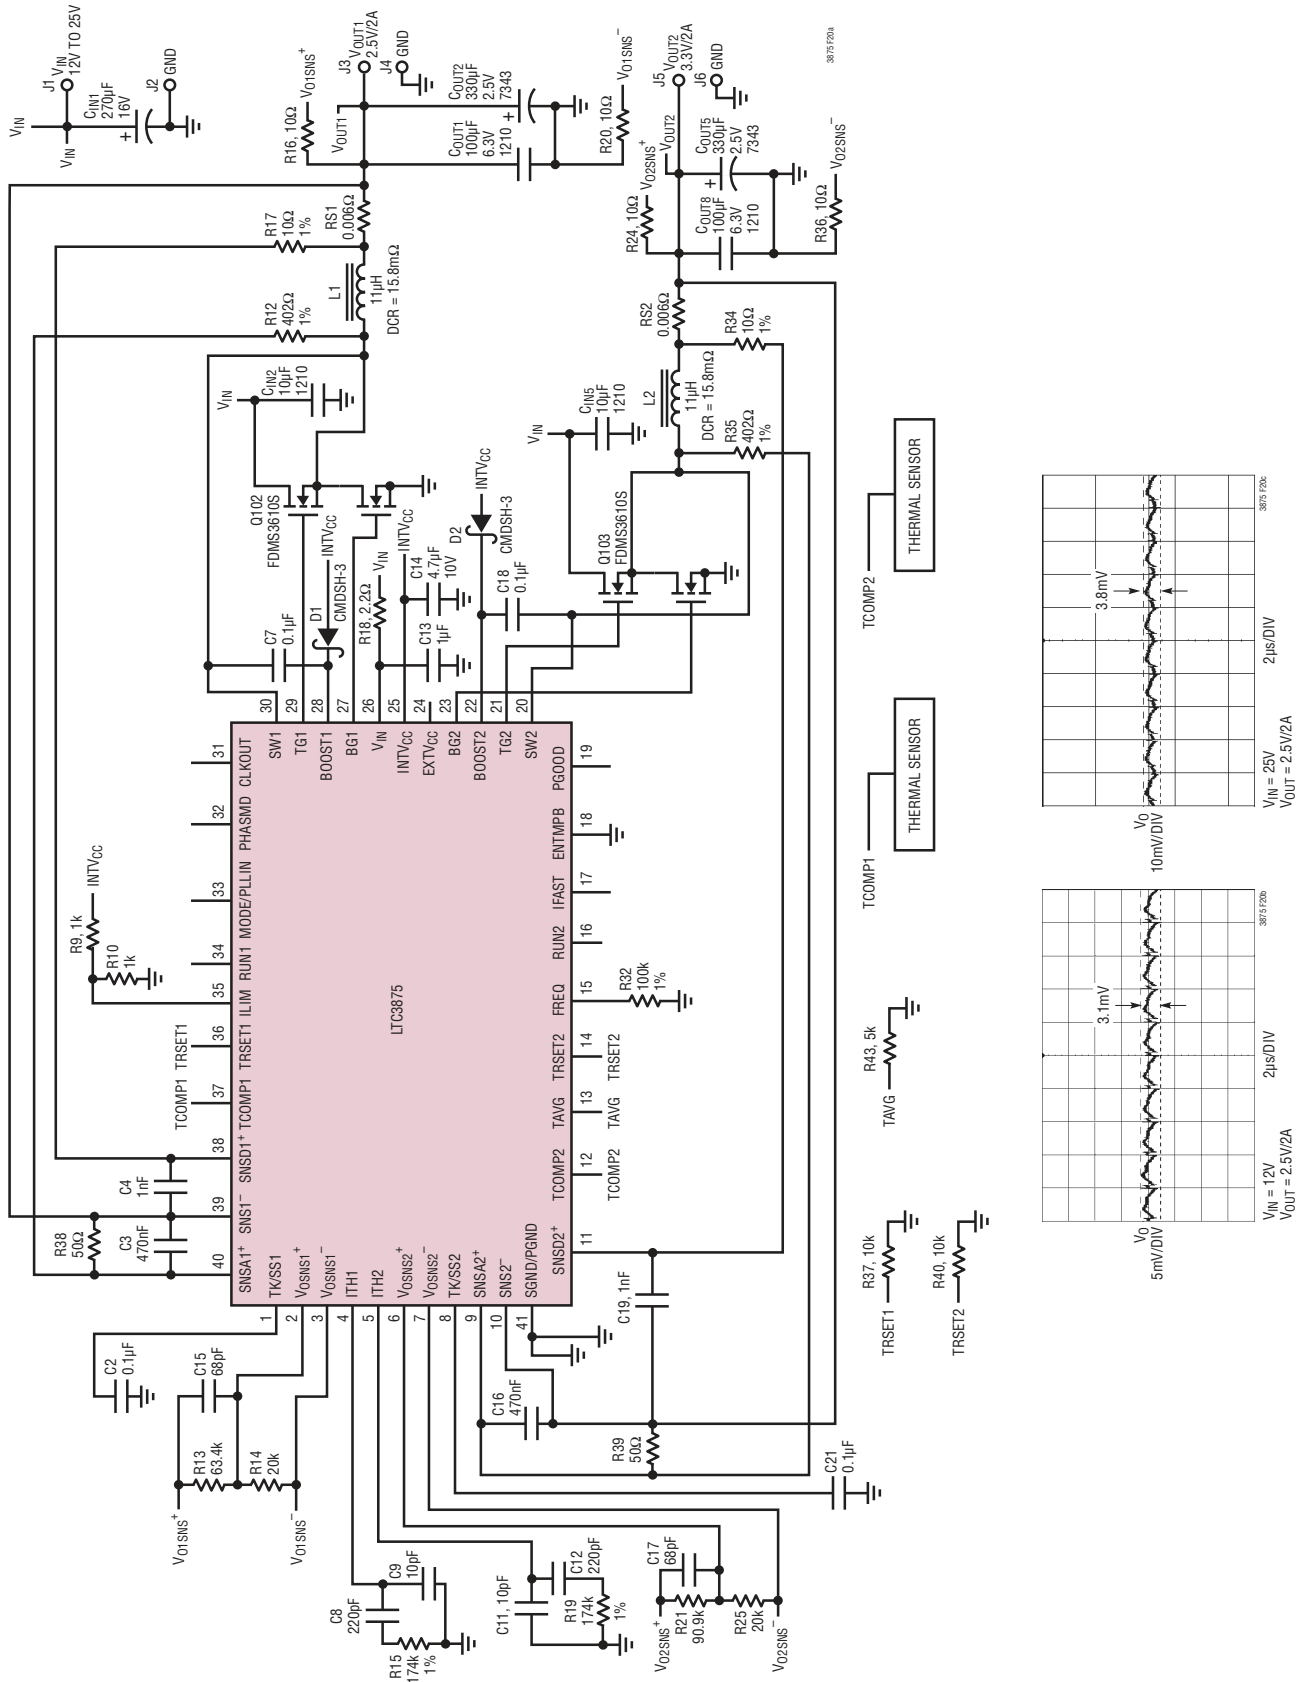 VIN
J1
VIN
12V TO 25V
VIN
CIN1
270µF
16V
+
J2
GND
R16, 10Ω
VO1SNS+
VOUT1
J3
VOUT1
2.5V/2A
J4
GND
COUT1
100µF
6.3V
1210
COUT2
330µF
2.5V
7343
+
R20, 10Ω
VO1SNS–
R17
10Ω
1%
RS1
0.006Ω
R12
402Ω
1%
L1
11µH
DCR = 15.8mΩ
VIN
CIN2
10µF
1210
Q102
FDMS3610S
C7
0.1µF
D1
CMDSH-3
INTVCC
R18, 2.2Ω
VIN
INTVCC
C14
4.7µF
10V
C13
1µF
D2
CMDSH-3
INTVCC
C18
0.1µF
Q103
FDMS3610S
VIN
CIN5
10µF
1210
L2
11µH
DCR = 15.8mΩ
R35
402Ω
1%
R34
10Ω
1%
RS2
0.006Ω
R24, 10Ω
VO2SNS+
VOUT2
J5
VOUT2
3.3V/2A
J6
GND
COUT8
100µF
6.3V
1210
COUT5
330µF
2.5V
7343
+
R36, 10Ω
VO2SNS–
3875 F20a
R9, 1k
INTVCC
R10
1k
TCOMP1
TRSET1
C4
1nF
R38
50Ω
C3
470nF
40
39
38
37
36
35
34
33
32
31
SNSA1+
SNS1–
SNSD1+
TCOMP1
TRSET1
ILIM
RUN1
MODE/PLLIN
PHASMD
CLKOUT
LTC3875
TK/SS1
VOSNS1+
VOSNS1–
ITH1
ITH2
VOSNS2+
VOSNS2–
TK/SS2
SNSA2+
SNS2–
SGND/PGND
1
2
3
4
5
6
7
8
9
10
41
SW1
TG1
BOOST1
BG1
VIN
INTVCC
EXTVCC
BG2
BOOST2
TG2
SW2
30
29
28
27
26
25
24
23
22
21
20
SNSD2+
TCOMP2
TAVG
TRSET2
FREQ
RUN2
IFAST
ENTMPB
PGOOD
11
12
13
14
15
16
17
18
19
TCOMP2
TAVG
TRSET2
R32
100k
1%
C2
0.1µF
C15
68pF
R13
63.4k
R14
20k
VO1SNS+
VO1SNS–
C8
220pF
C9
10pF
R15
174k
1%
C11, 10pF
C12
220pF
R19
174k
1%
C17
68pF
VO2SNS+
R21
90.9k
R25
20k
VO2SNS–
C16
470nF
C19, 1nF
R39
50Ω
C21
0.1µF
TRSET1
R37, 10k
TRSET2
R40, 10k
TAVG
R43, 5k
TCOMP1
THERMAL SENSOR
TCOMP2
THERMAL SENSOR
VO
5mV/DIV
3.1mV
VIN = 12V
VOUT = 2.5V/2A
2µs/DIV
3875 F20b
VO
10mV/DIV
3.8mV
VIN = 25V
VOUT = 2.5V/2A
2µs/DIV
3875 F20c